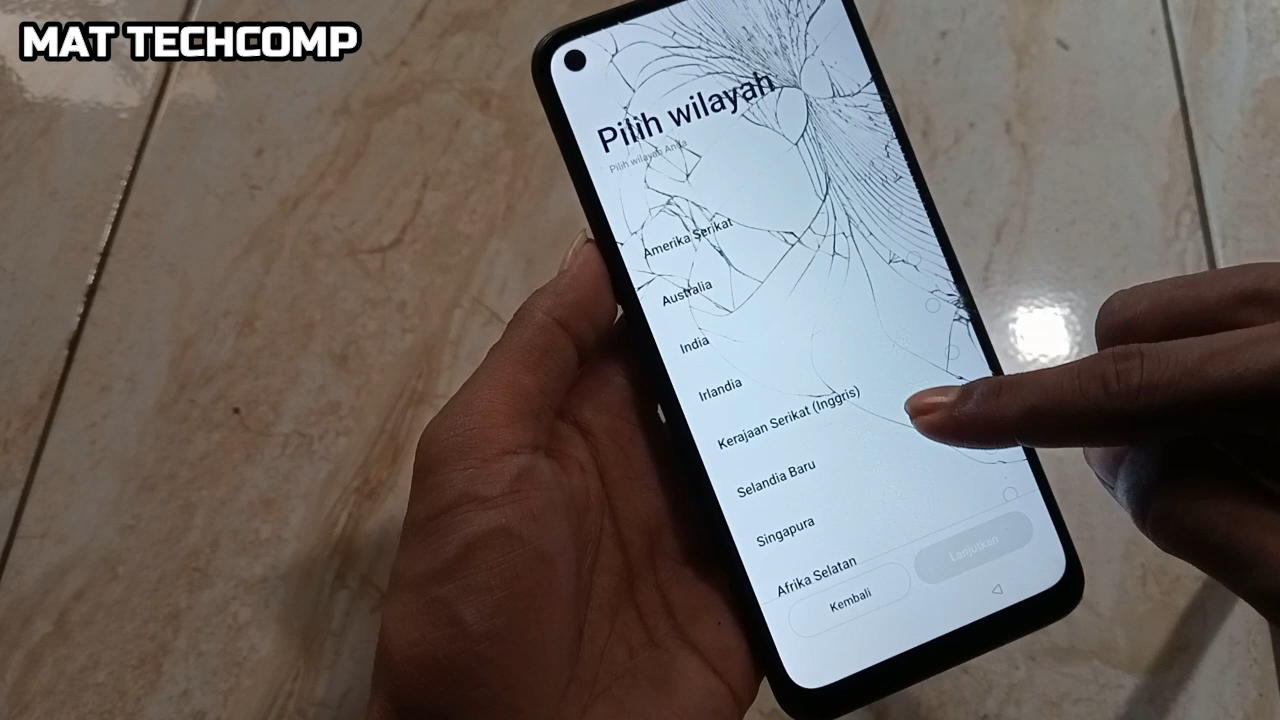 MAT TECHCOMP
Pilih wilayah
Pilih wilayah Anda
Amerika Serikat
Australia
India
Irlandia
Kerajaan Serikat (Inggris)
Selandia Baru
Singapura
Afrika Selatan
Kembali
Lanjutkan